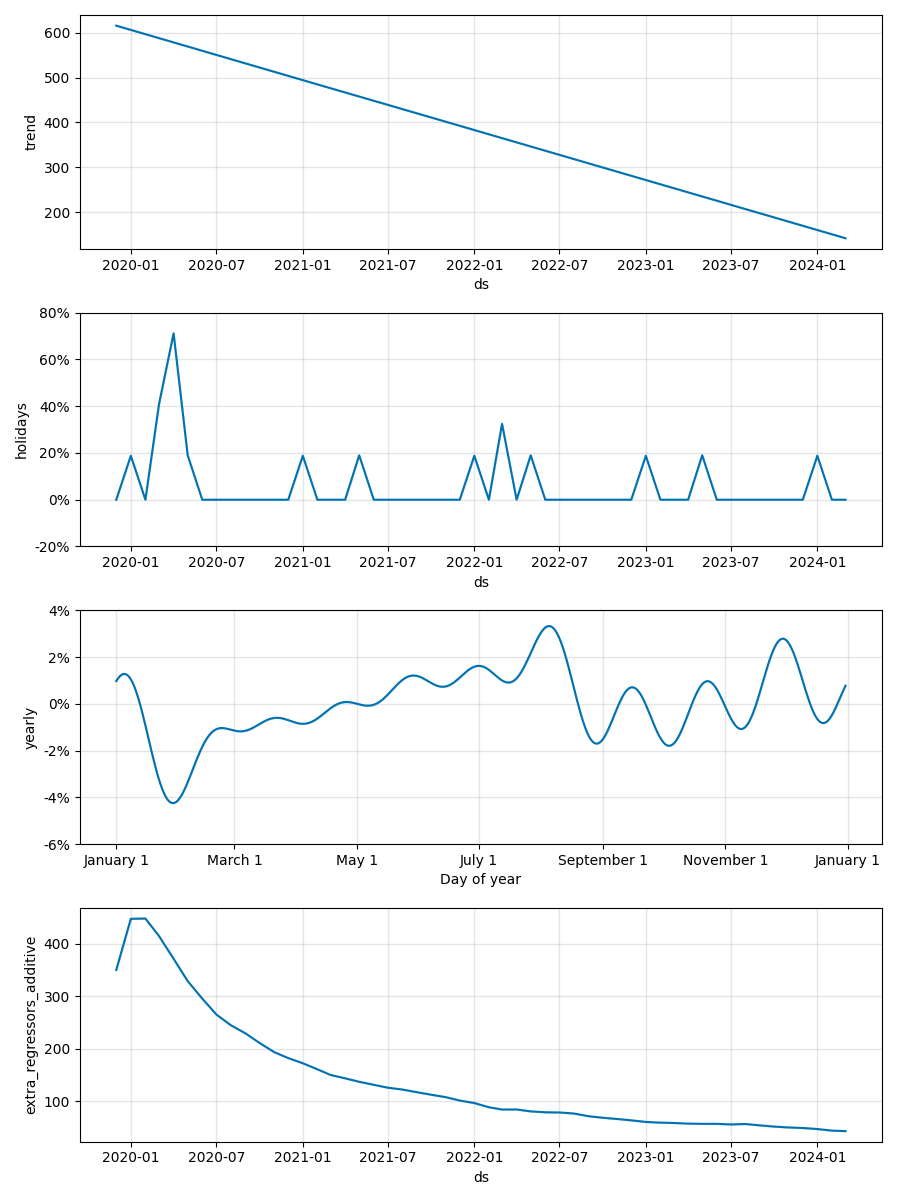 600
500
400
300
200
trend
2020-01 2020-07 2021-01 2021-07 2022-01 2022-07 2023-01 2023-07 2024-01
ds
80%
60%
40%
20%
0%
-20%
holidays
2020-01 2020-07 2021-01 2021-07 2022-01 2022-07 2023-01 2023-07 2024-01
ds
4%
2%
0%
-2%
-4%
-6%
yearly
January 1 March 1 May 1 July 1 September 1 November 1 January 1
Day of year
400
300
200
100
extra_regressors_additive
2020-01 2020-07 2021-01 2021-07 2022-01 2022-07 2023-01 2023-07 2024-01
ds